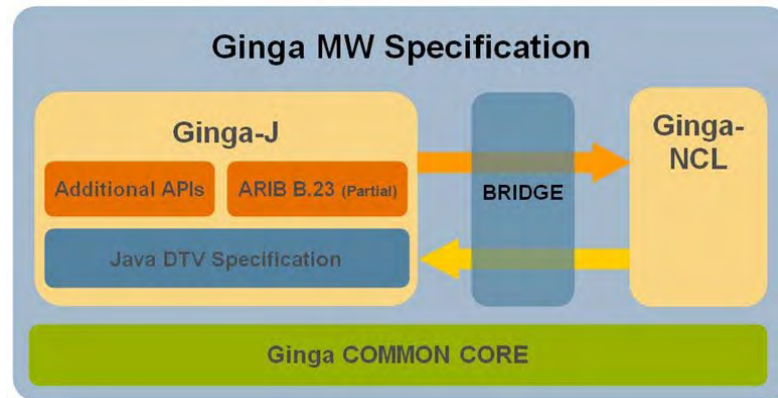 Ginga MW Specification
Ginga-J
Ginga-
NCL
Additional APIs
ARIB B.23 (Partial)
BRIDGE
Java DTV Specification
Ginga COMMON CORE